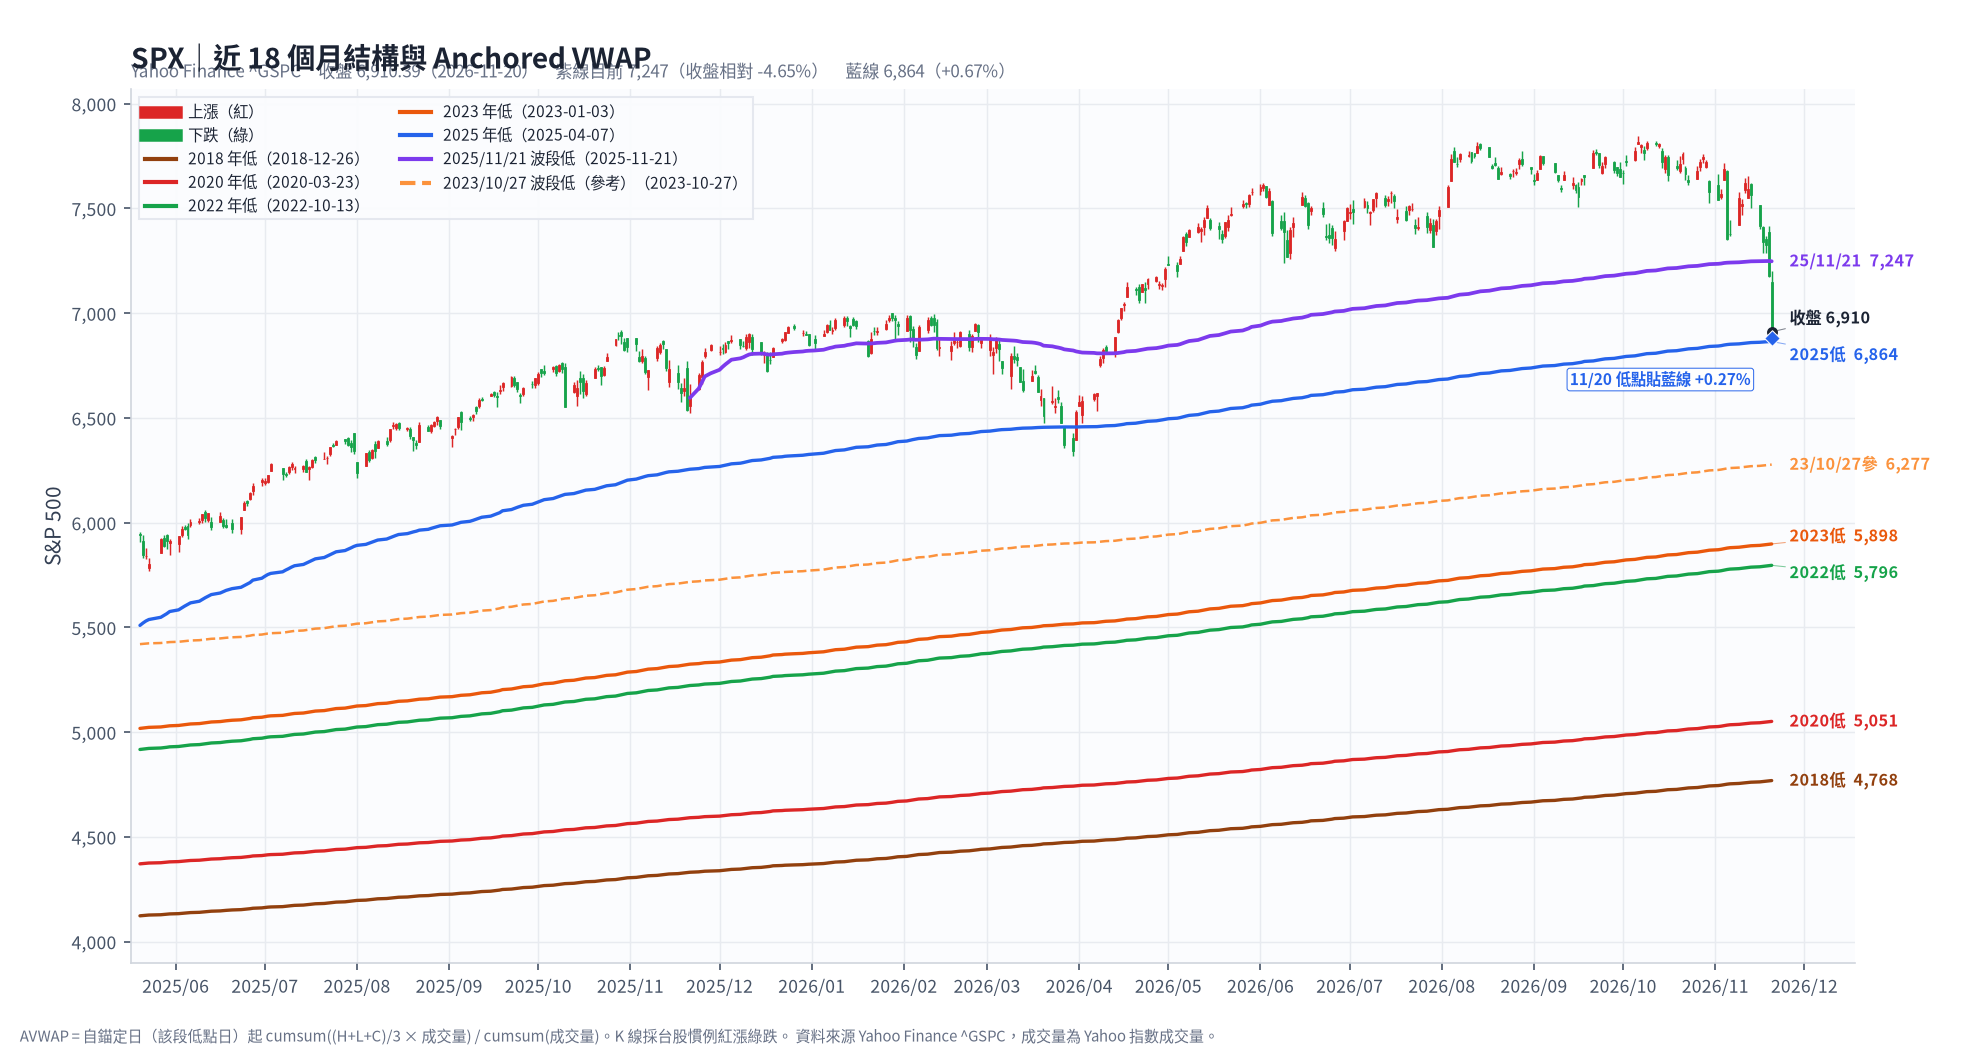 SPX｜近 18 個月結構與 Anchored VWAP
Yahoo Finance ^GSPC 收盤 6,910.39（2026-11-20） 紫線目前 7,247（收盤相對 -4.65%） 藍線 6,864（+0.67%）
上漲（紅）
下跌（綠）
2018 年低（2018-12-26）
2020 年低（2020-03-23）
2022 年低（2022-10-13）
2023 年低（2023-01-03）
2025 年低（2025-04-07）
2025/11/21 波段低（2025-11-21）
2023/10/27 波段低（參考）（2023-10-27）
S&P 500
8,000
7,500
7,000
6,500
6,000
5,500
5,000
4,500
4,000
25/11/21 7,247
收盤 6,910
2025低 6,864
11/20 低點貼藍線 +0.27%
23/10/27參 6,277
2023低 5,898
2022低 5,796
2020低 5,051
2018低 4,768
2025/06 2025/07 2025/08 2025/09 2025/10 2025/11 2025/12 2026/01 2026/02 2026/03 2026/04 2026/05 2026/06 2026/07 2026/08 2026/09 2026/10 2026/11 2026/12
AVWAP = 自錨定日（該段低點日）起 cumsum((H+L+C)/3 × 成交量) / cumsum(成交量)。K 線採台股慣例紅漲綠跌。 資料來源 Yahoo Finance ^GSPC，成交量為 Yahoo 指數成交量。